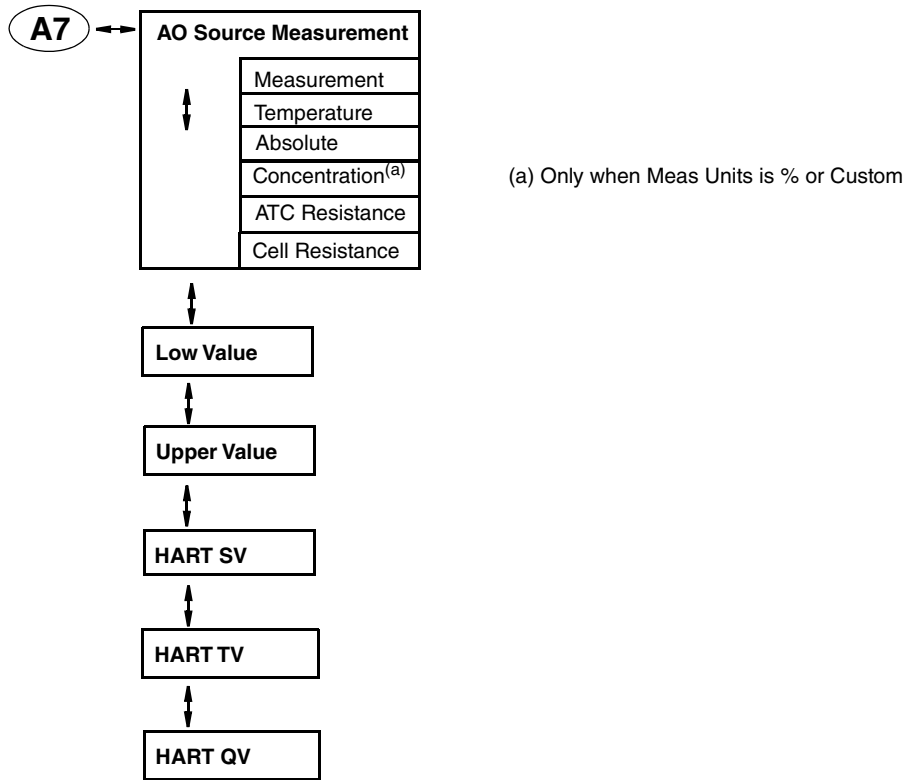 A7
AO Source Measurement
Measurement
Temperature
Absolute
Concentration(a)
ATC Resistance
Cell Resistance
(a) Only when Meas Units is % or Custom
Low Value
Upper Value
HART SV
HART TV
HART QV